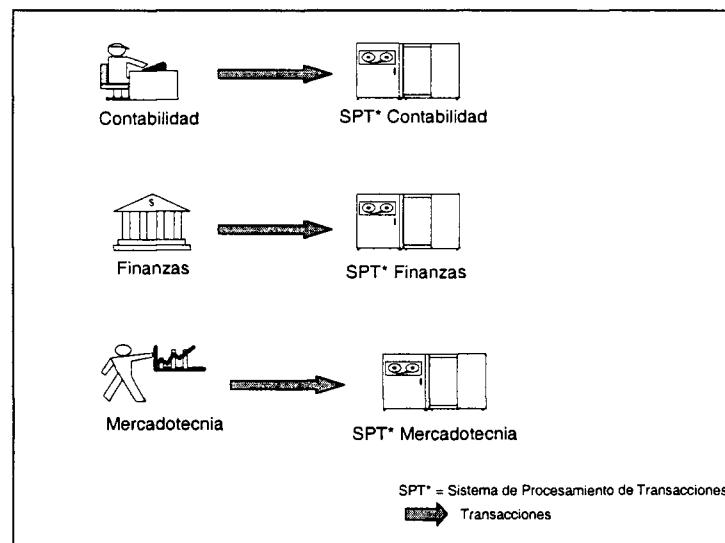 Contabilidad
SPT* Contabilidad
$
Finanzas
SPT* Finanzas
Mercadotecnia
SPT* Mercadotecnia
SPT* = Sistema de Procesamiento de Transacciones
Transacciones